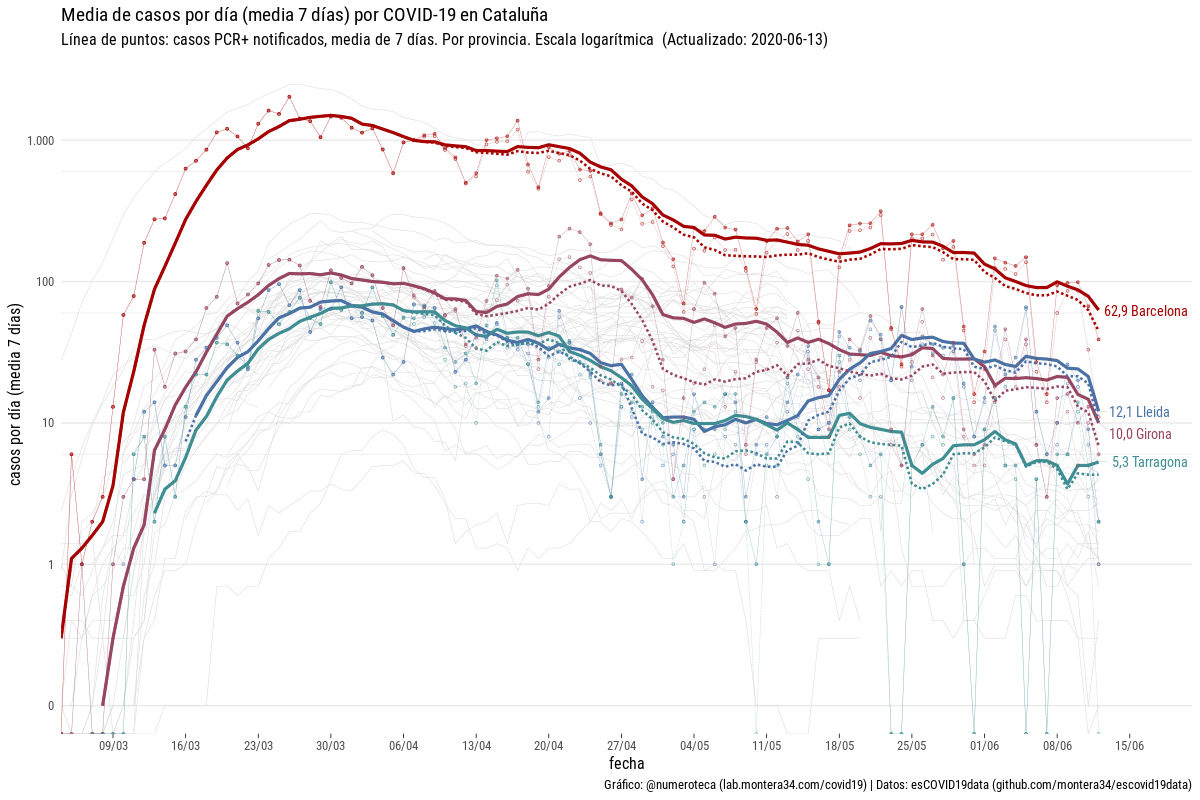 Media de casos por día (media 7 días) por COVID-19 en Cataluña
Línea de puntos: casos PCR+ notificados, media de 7 días. Por provincia. Escala logarítmica (Actualizado: 2020-06-13)
casos por día (media 7 días)
1.000
100
10
1
0
62,9 Barcelona
12,1 Lleida
10,0 Girona
5,3 Tarragona
09/03 16/03 23/03 30/03 06/04 13/04 20/04 27/04 04/05 11/05 18/05 25/05 01/06 08/06 15/06
fecha
Gráfico: @numeroteca (lab.montera34.com/covid19) | Datos: esCOVID19data (github.com/montera34/escovid19data)